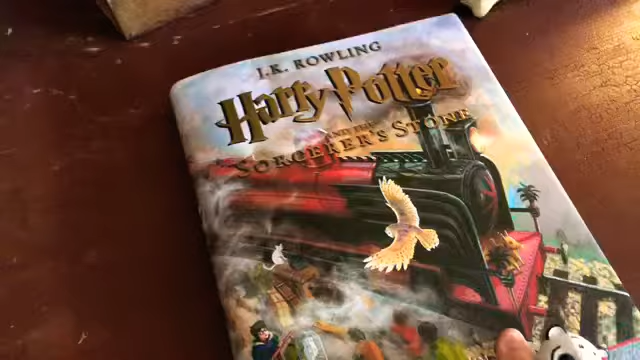 J.K. ROWLING
Harry Potter
AND THE
SORCERER'S STONE